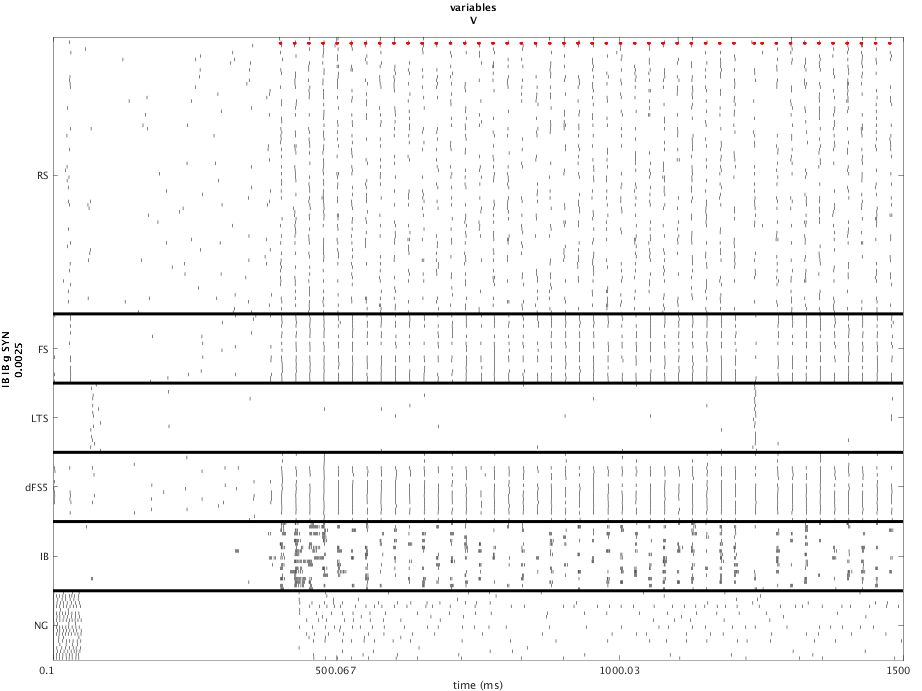 variables
V
RS
FS
LTS
dFS5
IB
NG
IB IB g SYN
0.0025
0.1
500.067
1000.03
1500
time (ms)